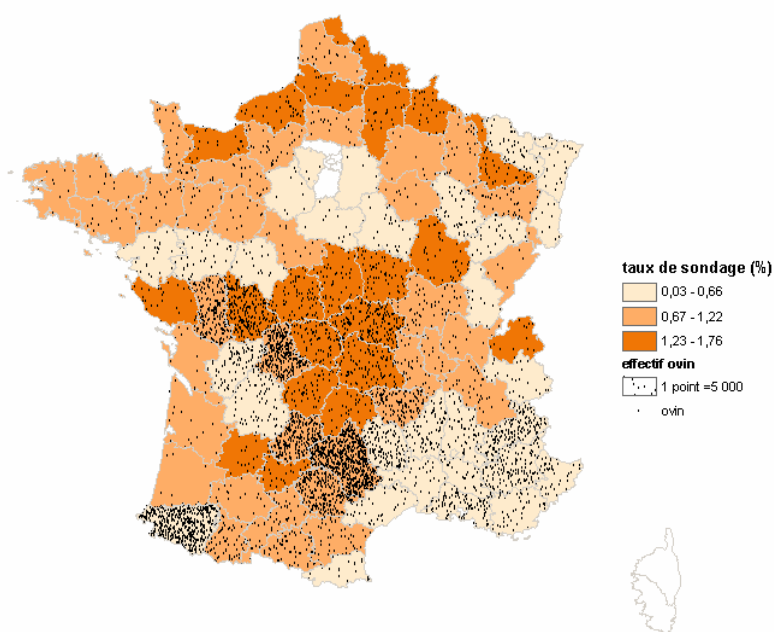 taux de sondage (%)
0,03 - 0,66
0,67 - 1,22
1,23 - 1,76
effectif ovin
1 point =5 000
ovin